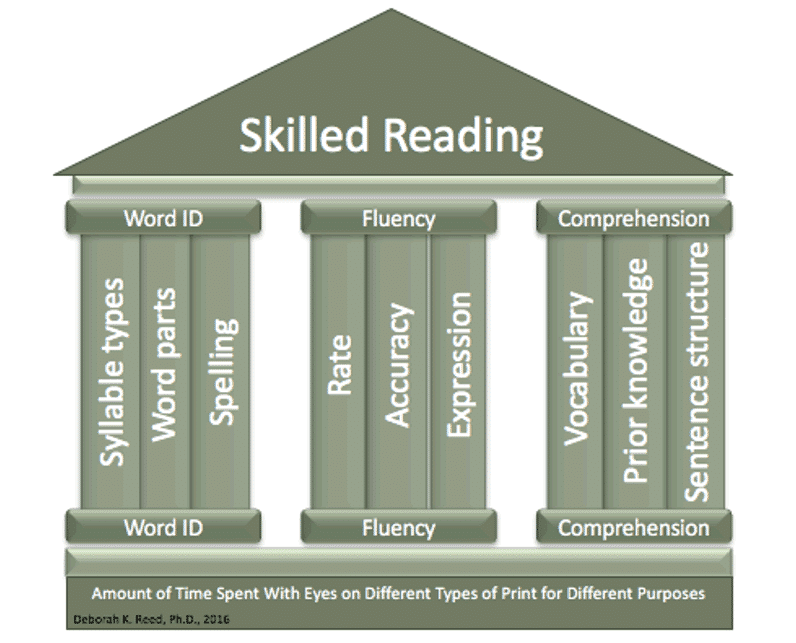 Skilled Reading
Word ID
Syllable types
Word parts
Spelling
Word ID
Fluency
Rate
Accuracy
Expression
Fluency
Comprehension
Vocabulary
Prior knowledge
Sentence structure
Comprehension
Amount of Time Spent With Eyes on Different Types of Print for Different Purposes
Deborah K. Reed, Ph.D., 2016